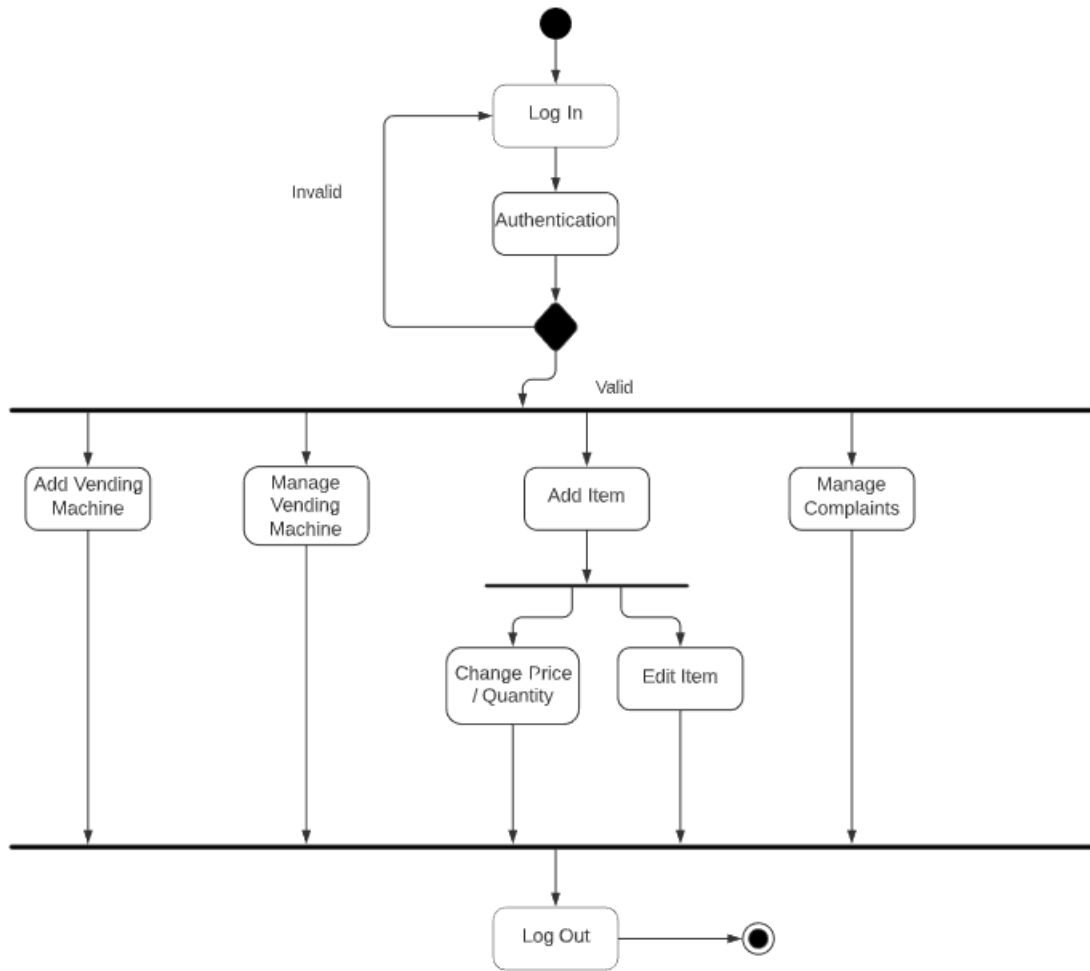 Log In
Invalid
Authentication
Valid
Add Vending
Machine
Manage
Vending
Machine
Add Item
Manage
Complaints
Change Price
/ Quantity
Edit Item
Log Out